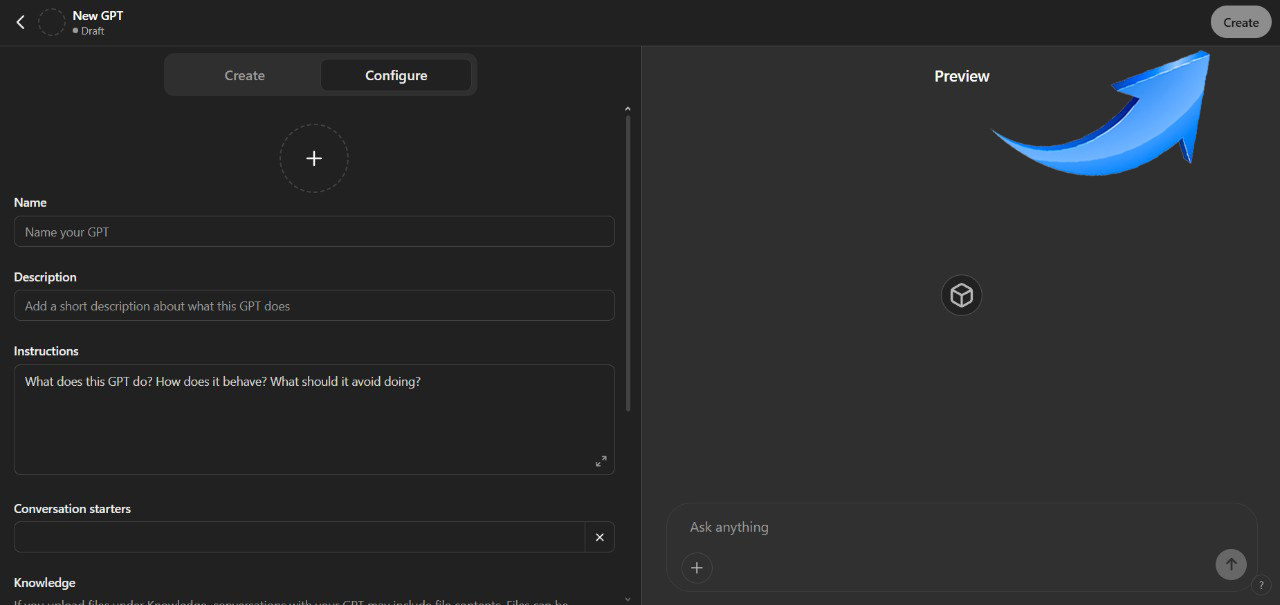 New GPT
Draft
Create
Create
Configure
Preview
Name
Name your GPT
Description
Add a short description about what this GPT does
Instructions
What does this GPT do? How does it behave? What should it avoid doing?
Conversation starters
Knowledge
If you upload files under Knowledge, conversations with your GPT may include file contents. Files can be
Ask anything
?